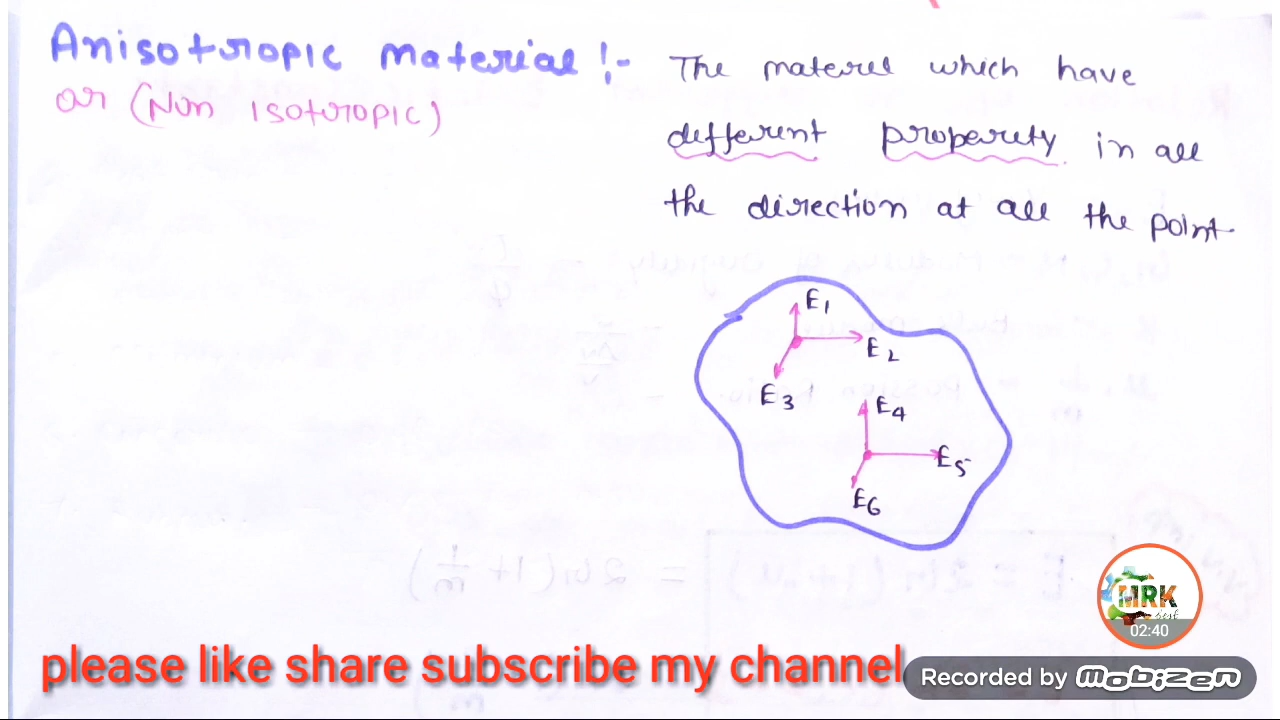 Anisotropic material :-
or (Non Isotropic)
The materel which have
different property in all
the direction at all the point.
E1
E2
E3
E4
E5
E6
MRK
02:40
please like share subscribe my channel
Recorded by mobizen